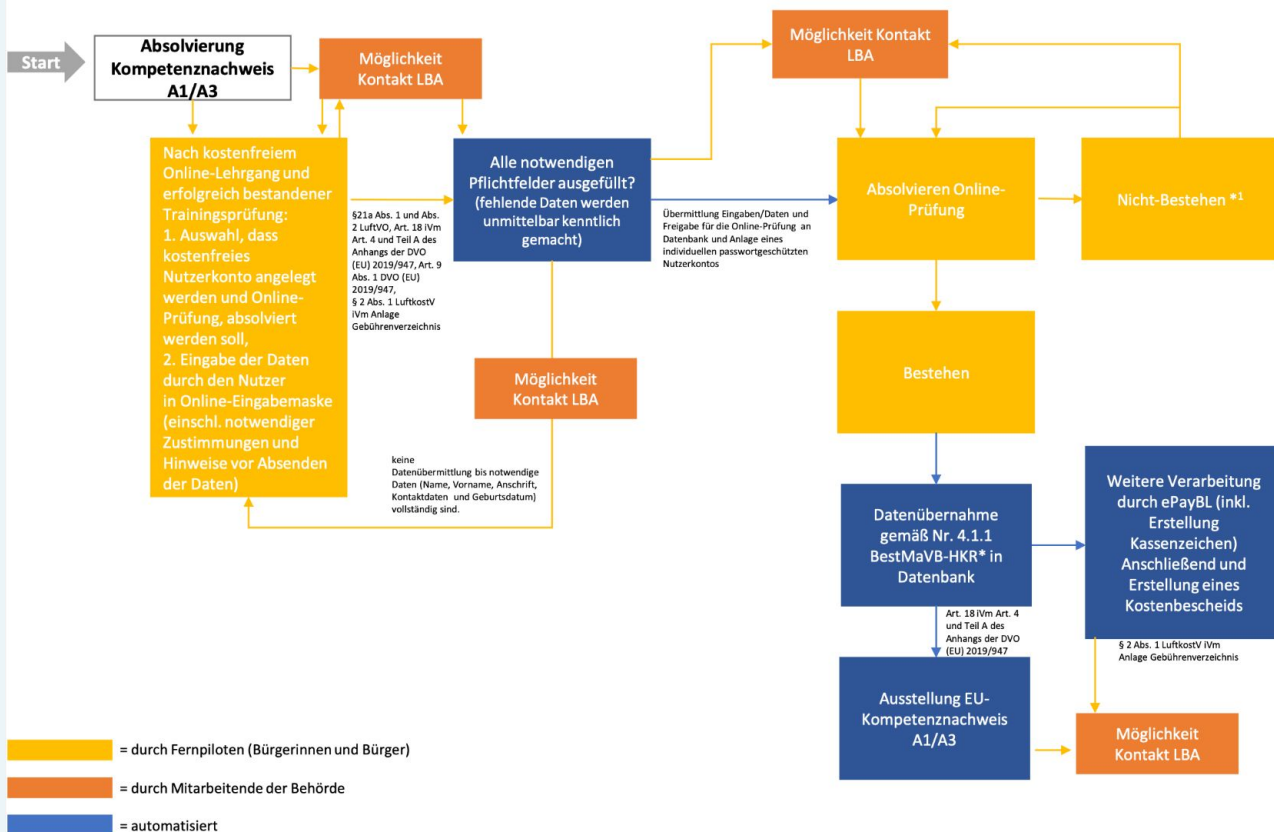 Start
Absolvierung
Kompetenznachweis
A1/A3
Möglichkeit
Kontakt LBA
Nach kostenfreiem
Online-Lehrgang und
erfolgreich bestandener
Trainingsprüfung:
1. Auswahl, dass
kostenfreies
Nutzerkonto angelegt
werden und Online-
Prüfung, absolviert
werden soll,
2. Eingabe der Daten
durch den Nutzer
in Online-Eingabemaske
(einschl. notwendiger
Zustimmungen und
Hinweise vor Absenden
der Daten)
§21a Abs. 1 und Abs.
2 LuftVO, Art. 18 iVm
Art. 4 und Teil A des
Anhangs der DVO
(EU) 2019/947, Art. 9
Abs. 1 DVO (EU)
2019/947,
§ 2 Abs. 1 LuftkostV
iVm Anlage
Gebührenverzeichnis
Alle notwendigen
Pflichtfelder ausgefüllt?
(fehlende Daten werden
unmittelbar kenntlich
gemacht)
Möglichkeit
Kontakt LBA
keine
Datenübermittlung bis notwendige
Daten (Name, Vorname, Anschrift,
Kontaktdaten und Geburtsdatum)
vollständig sind.
Übermittlung Eingaben/Daten und
Freigabe für die Online-Prüfung an
Datenbank und Anlage eines
individuellen passwortgeschützten
Nutzerkontos
Möglichkeit Kontakt
LBA
Absolvieren Online-
Prüfung
Nicht-Bestehen *1
Bestehen
Datenübernahme
gemäß Nr. 4.1.1
BestMaVB-HKR* in
Datenbank
Weitere Verarbeitung
durch ePayBL (inkl.
Erstellung
Kassenzeichen)
Anschließend und
Erstellung eines
Kostenbescheids
Art. 18 iVm Art. 4
und Teil A des
Anhangs der DVO
(EU) 2019/947
§ 2 Abs. 1 LuftkostV iVm
Anlage Gebührenverzeichnis
Ausstellung EU-
Kompetenznachweis
A1/A3
Möglichkeit
Kontakt LBA
= durch Fernpiloten (Bürgerinnen und Bürger)
= durch Mitarbeitende der Behörde
= automatisiert